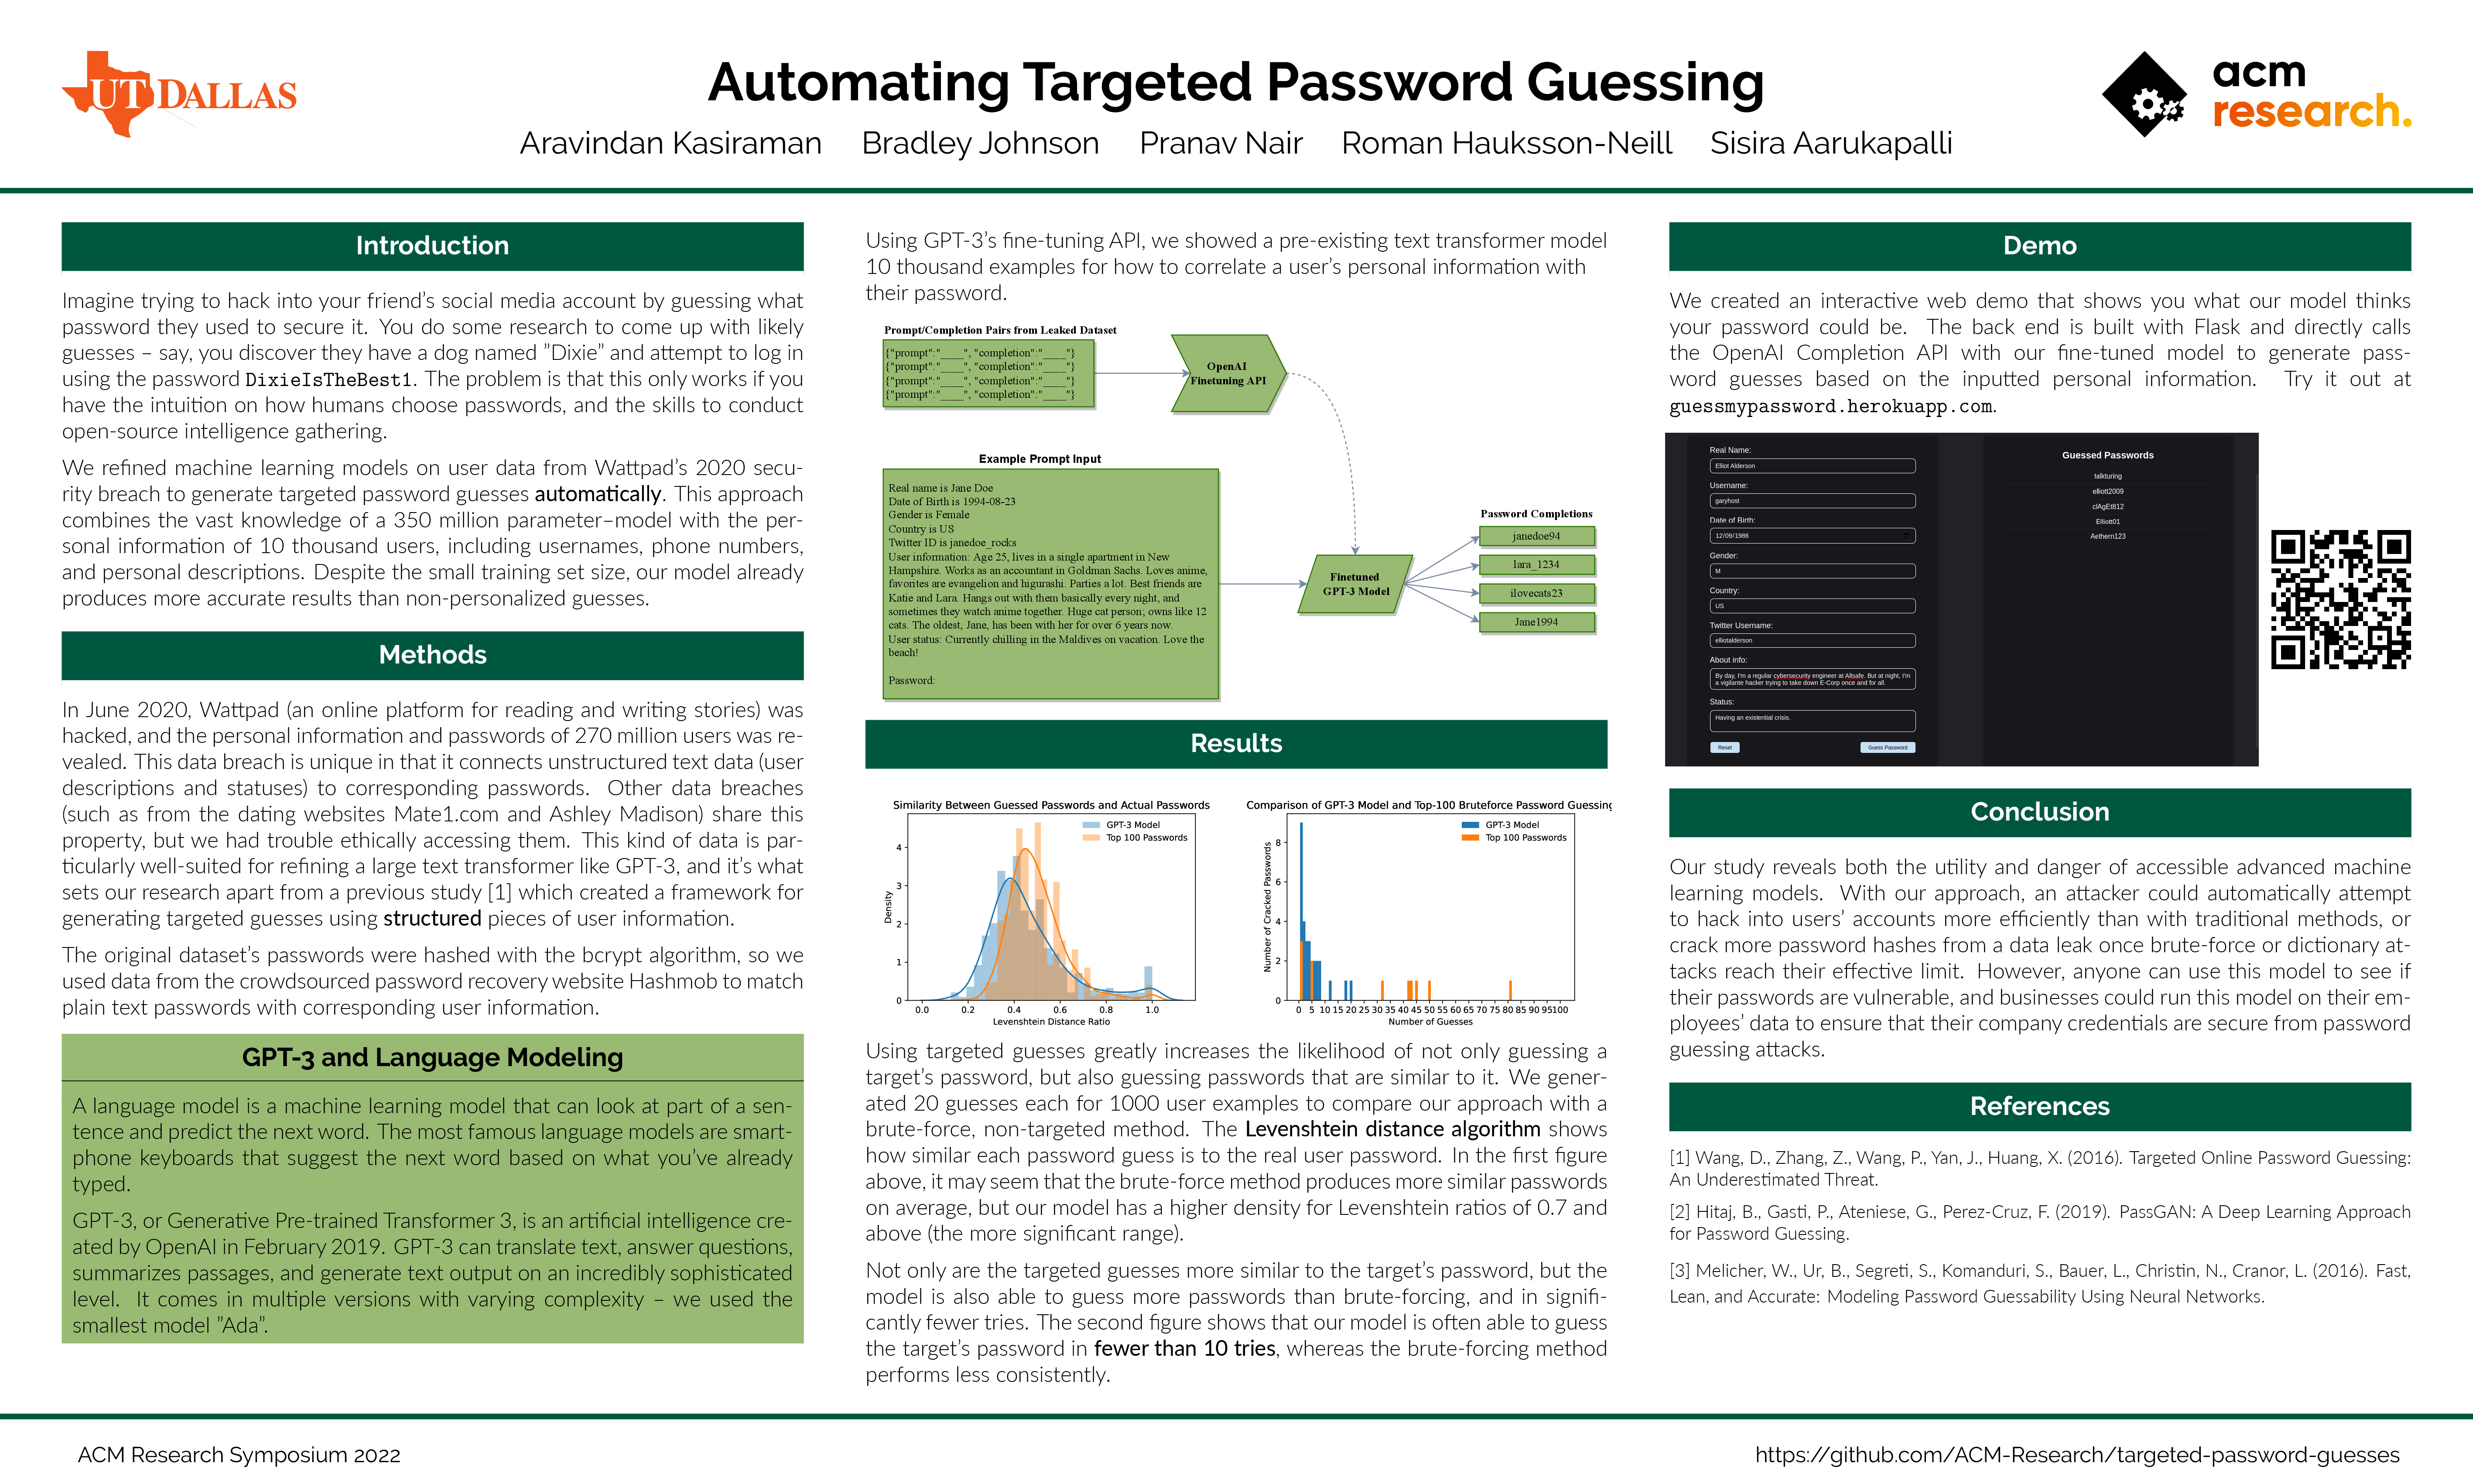 UT DALLAS
Automating Targeted Password Guessing
Aravindan Kasiraman Bradley Johnson Pranav Nair Roman Hauksson-Neill Sisira Aarukapalli
acm
research.
Introduction
Imagine trying to hack into your friend's social media account by guessing what
password they used to secure it. You do some research to come up with likely
guesses – say, you discover they have a dog named ”Dixie” and attempt to log in
using the password DixieIsTheBest1. The problem is that this only works if you
have the intuition on how humans choose passwords, and the skills to conduct
open-source intelligence gathering.
We refined machine learning models on user data from Wattpad's 2020 secu-
rity breach to generate targeted password guesses automatically. This approach
combines the vast knowledge of a 350 million parameter–model with the per-
sonal information of 10 thousand users, including usernames, phone numbers,
and personal descriptions. Despite the small training set size, our model already
produces more accurate results than non-personalized guesses.
Methods
In June 2020, Wattpad (an online platform for reading and writing stories) was
hacked, and the personal information and passwords of 270 million users was re-
vealed. This data breach is unique in that it connects unstructured text data (user
descriptions and statuses) to corresponding passwords. Other data breaches
(such as from the dating websites Mate1.com and Ashley Madison) share this
property, but we had trouble ethically accessing them. This kind of data is par-
ticularly well-suited for refining a large text transformer like GPT-3, and it's what
sets our research apart from a previous study [1] which created a framework for
generating targeted guesses using structured pieces of user information.
The original dataset's passwords were hashed with the bcrypt algorithm, so we
used data from the crowdsourced password recovery website Hashmob to match
plain text passwords with corresponding user information.
GPT-3 and Language Modeling
A language model is a machine learning model that can look at part of a sen-
tence and predict the next word. The most famous language models are smart-
phone keyboards that suggest the next word based on what you've already
typed.
GPT-3, or Generative Pre-trained Transformer 3, is an artificial intelligence cre-
ated by OpenAI in February 2019. GPT-3 can translate text, answer questions,
summarizes passages, and generate text output on an incredibly sophisticated
level. It comes in multiple versions with varying complexity – we used the
smallest model ”Ada”.
Using GPT-3's fine-tuning API, we showed a pre-existing text transformer model
10 thousand examples for how to correlate a user's personal information with
their password.
Prompt/Completion Pairs from Leaked Dataset
{"prompt":"____", "completion":"____"}
{"prompt":"____", "completion":"____"}
{"prompt":"____", "completion":"____"}
{"prompt":"____", "completion":"____"}
OpenAI
Finetuning API
Example Prompt Input
Real name is Jane Doe
Date of Birth is 1994-08-23
Gender is Female
Country is US
Twitter ID is janedoe_rocks
User information: Age 25, lives in a single apartment in New
Hampshire. Works as an accountant in Goldman Sachs. Loves anime,
favorites are evangelion and higurashi. Parties a lot. Best friends are
Katie and Lara. Hangs out with them basically every night, and
sometimes they watch anime together. Huge cat person; owns like 12
cats. The oldest, Jane, has been with her for over 6 years now.
User status: Currently chilling in the Maldives on vacation. Love the
beach!
Password:
Finetuned
GPT-3 Model
Password Completions
janedoe94
lara_1234
ilovecats23
Jane1994
Results
Similarity Between Guessed Passwords and Actual Passwords
GPT-3 Model
Top 100 Passwords
Density
4
3
2
1
0
0.0 0.2 0.4 0.6 0.8 1.0
Levenshtein Distance Ratio
Comparison of GPT-3 Model and Top-100 Bruteforce Password Guessing
GPT-3 Model
Top 100 Passwords
Number of Cracked Passwords
8
6
4
2
0
0 5 10 15 20 25 30 35 40 45 50 55 60 65 70 75 80 85 90 95100
Number of Guesses
Using targeted guesses greatly increases the likelihood of not only guessing a
target's password, but also guessing passwords that are similar to it. We gener-
ated 20 guesses each for 1000 user examples to compare our approach with a
brute-force, non-targeted method. The Levenshtein distance algorithm shows
how similar each password guess is to the real user password. In the first figure
above, it may seem that the brute-force method produces more similar passwords
on average, but our model has a higher density for Levenshtein ratios of 0.7 and
above (the more significant range).
Not only are the targeted guesses more similar to the target's password, but the
model is also able to guess more passwords than brute-forcing, and in signifi-
cantly fewer tries. The second figure shows that our model is often able to guess
the target's password in fewer than 10 tries, whereas the brute-forcing method
performs less consistently.
Demo
We created an interactive web demo that shows you what our model thinks
your password could be. The back end is built with Flask and directly calls
the OpenAI Completion API with our fine-tuned model to generate pass-
word guesses based on the inputted personal information. Try it out at
guessmypassword.herokuapp.com.
Real Name:
Elliot Alderson
Username:
garyhost
Date of Birth:
12/09/1986
Gender:
M
Country:
US
Twitter Username:
elliotalderson
About info:
By day, I'm a regular cybersecurity engineer at Allsafe. But at night, I'm
a vigilante hacker trying to take down E-Corp once and for all.
Status:
Having an existential crisis.
Reset Guess Password
Guessed Passwords
talkturing
elliott2009
clAgEt812
Elliott01
Aethern123
Conclusion
Our study reveals both the utility and danger of accessible advanced machine
learning models. With our approach, an attacker could automatically attempt
to hack into users' accounts more efficiently than with traditional methods, or
crack more password hashes from a data leak once brute-force or dictionary at-
tacks reach their effective limit. However, anyone can use this model to see if
their passwords are vulnerable, and businesses could run this model on their em-
ployees' data to ensure that their company credentials are secure from password
guessing attacks.
References
[1] Wang, D., Zhang, Z., Wang, P., Yan, J., Huang, X. (2016). Targeted Online Password Guessing:
An Underestimated Threat.
[2] Hitaj, B., Gasti, P., Ateniese, G., Perez-Cruz, F. (2019). PassGAN: A Deep Learning Approach
for Password Guessing.
[3] Melicher, W., Ur, B., Segreti, S., Komanduri, S., Bauer, L., Christin, N., Cranor, L. (2016). Fast,
Lean, and Accurate: Modeling Password Guessability Using Neural Networks.
ACM Research Symposium 2022
https://github.com/ACM-Research/targeted-password-guesses